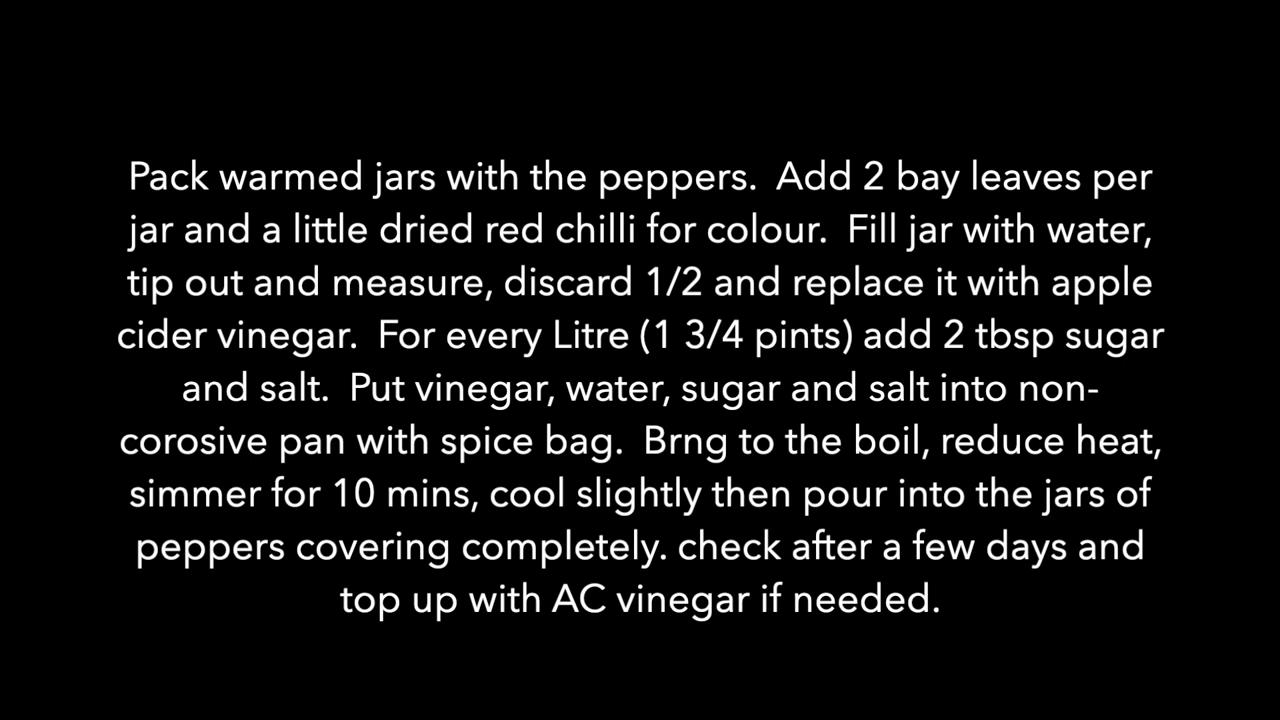 Pack warmed jars with the peppers.  Add 2 bay leaves per
jar and a little dried red chilli for colour.  Fill jar with water,
tip out and measure, discard 1/2 and replace it with apple
cider vinegar.  For every Litre (1 3/4 pints) add 2 tbsp sugar
and salt.  Put vinegar, water, sugar and salt into non-
corosive pan with spice bag.  Brng to the boil, reduce heat,
simmer for 10 mins, cool slightly then pour into the jars of
peppers covering completely. check after a few days and
top up with AC vinegar if needed.